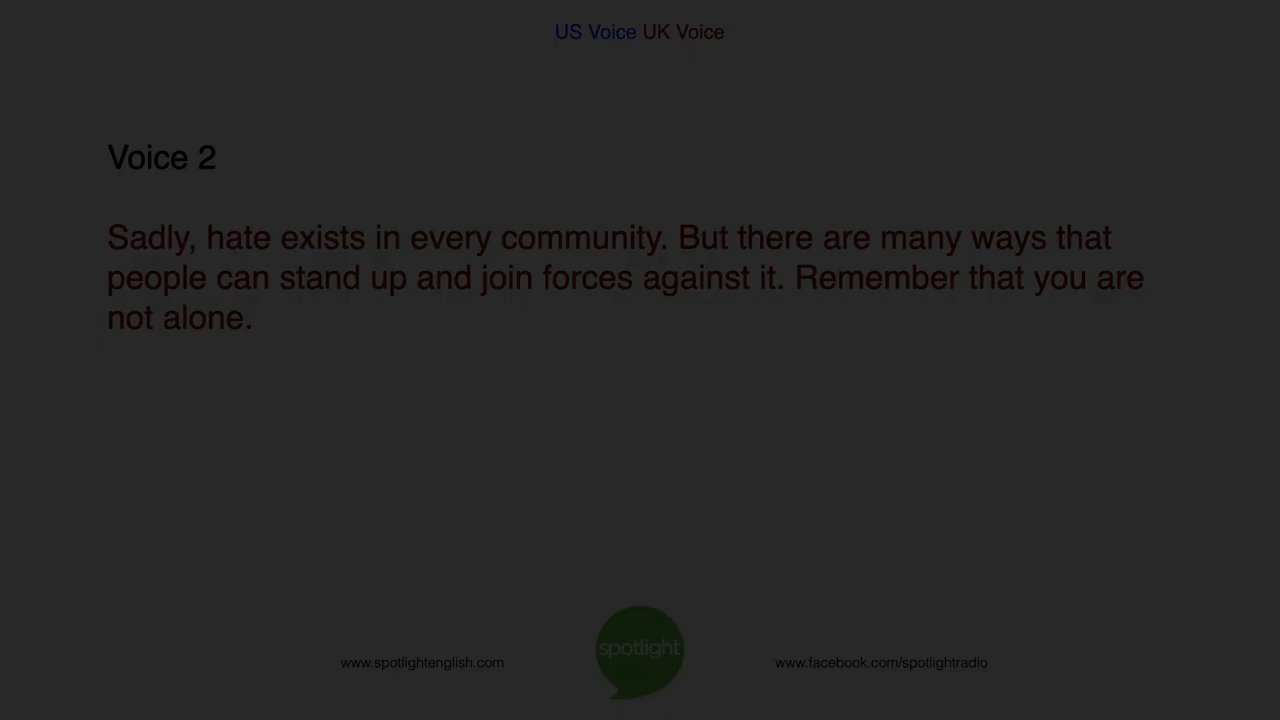 US Voice UK Voice
Voice 2
Sadly, hate exists in every community. But there are many ways that
people can stand up and join forces against it. Remember that you are
not alone.
spotlight
www.spotlightenglish.com
www.facebook.com/spotlightradio